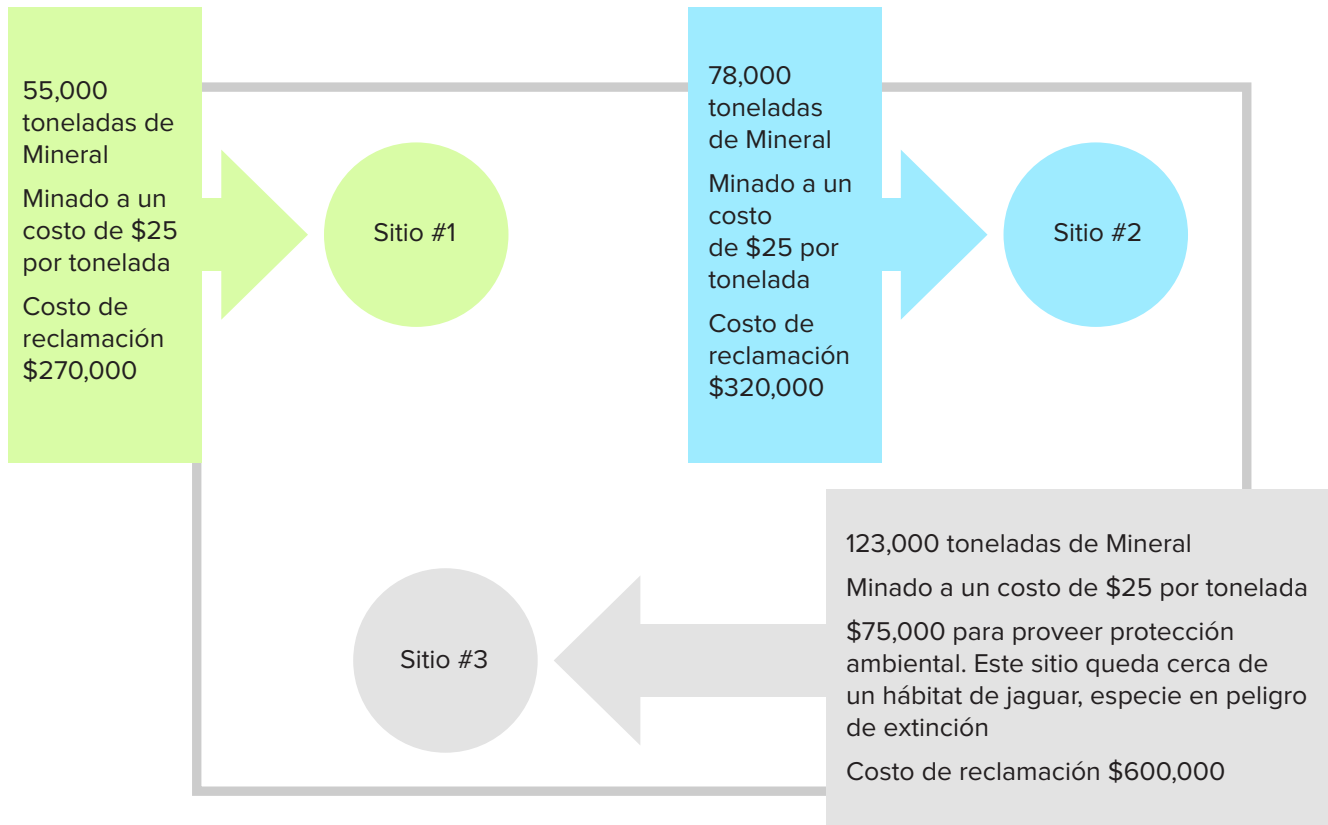 55,000
toneladas de
Mineral
Minado a un
costo de $25
por tonelada
Costo de
reclamación
$270,000
Sitio #1
78,000
toneladas
de Mineral
Minado a un
costo
de $25 por
tonelada
Costo de
reclamación
$320,000
Sitio #2
Sitio #3
123,000 toneladas de Mineral
Minado a un costo de $25 por tonelada
$75,000 para proveer protección
ambiental. Este sitio queda cerca de
un hábitat de jaguar, especie en peligro
de extinción
Costo de reclamación $600,000